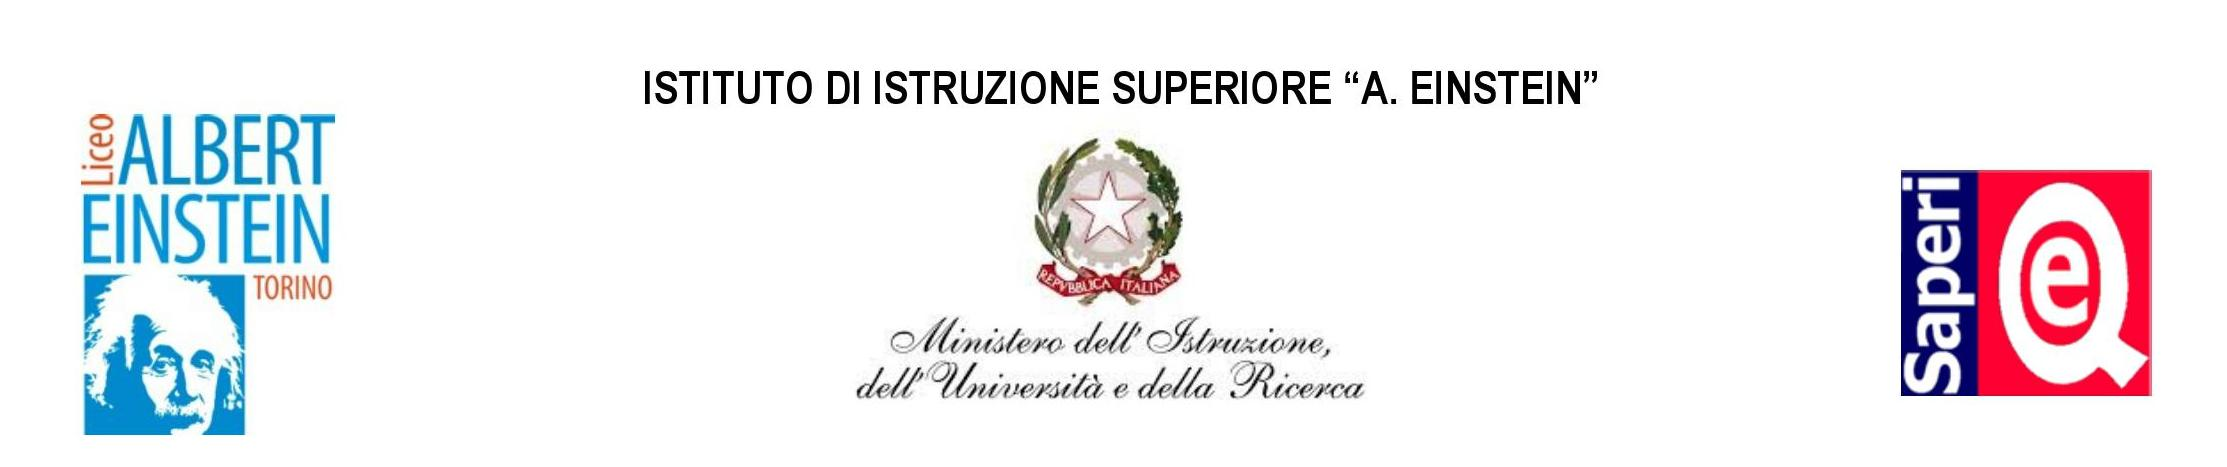 ISTITUTO DI ISTRUZIONE SUPERIORE “A. EINSTEIN”
Liceo
ALBERT
EINSTEIN
TORINO
REPVBBLICA ITALIANA
Ministero dell'Istruzione,
dell'Università e della Ricerca
Saperi
Qe